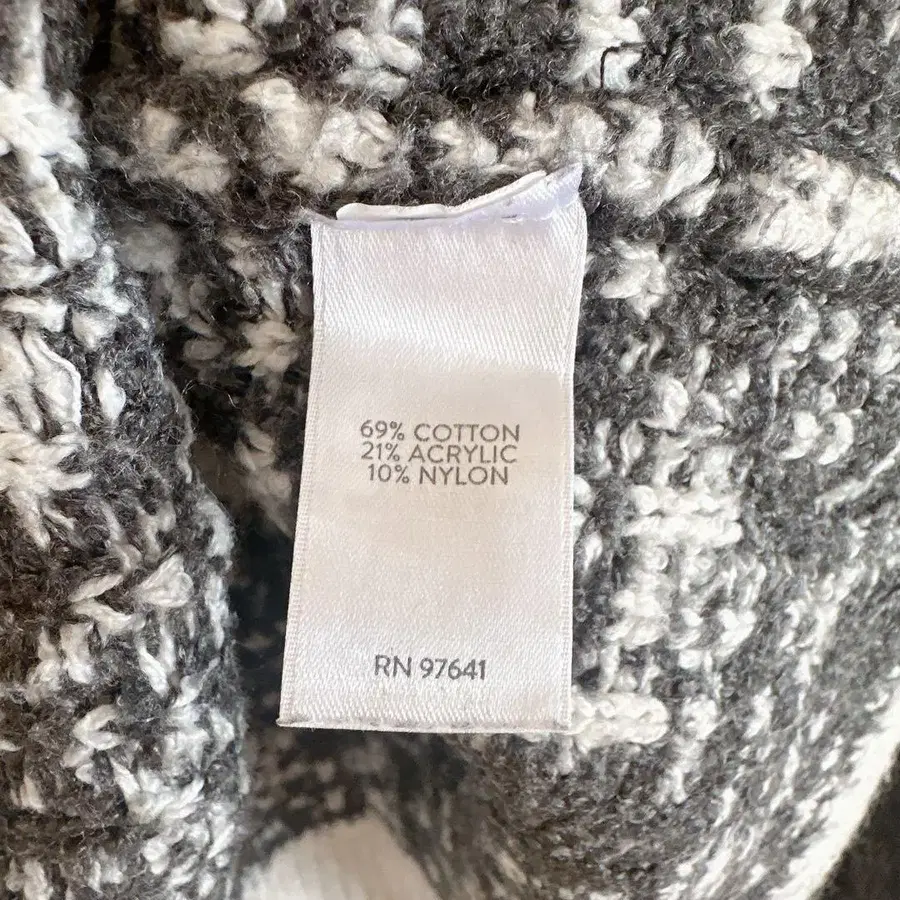 69% COTTON
21% ACRYLIC
10% NYLON
RN 97641